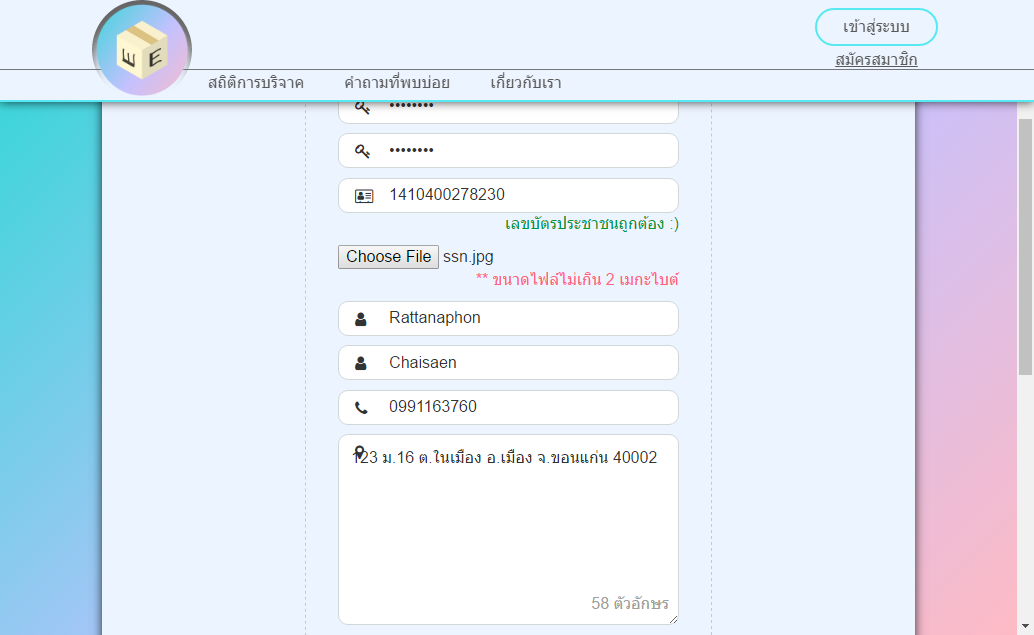 เข้าสู่ระบบ
สมัครสมาชิก
WE
สถิติการบริจาค คำถามที่พบบ่อย เกี่ยวกับเรา
••••••••
••••••••
1410400278230
เลขบัตรประชาชนถูกต้อง :)
Choose File ssn.jpg
** ขนาดไฟล์ไม่เกิน 2 เมกะไบต์
Rattanaphon
Chaisaen
0991163760
123 ม.16 ต.ในเมือง อ.เมือง จ.ขอนแก่น 40002
58 ตัวอักษร